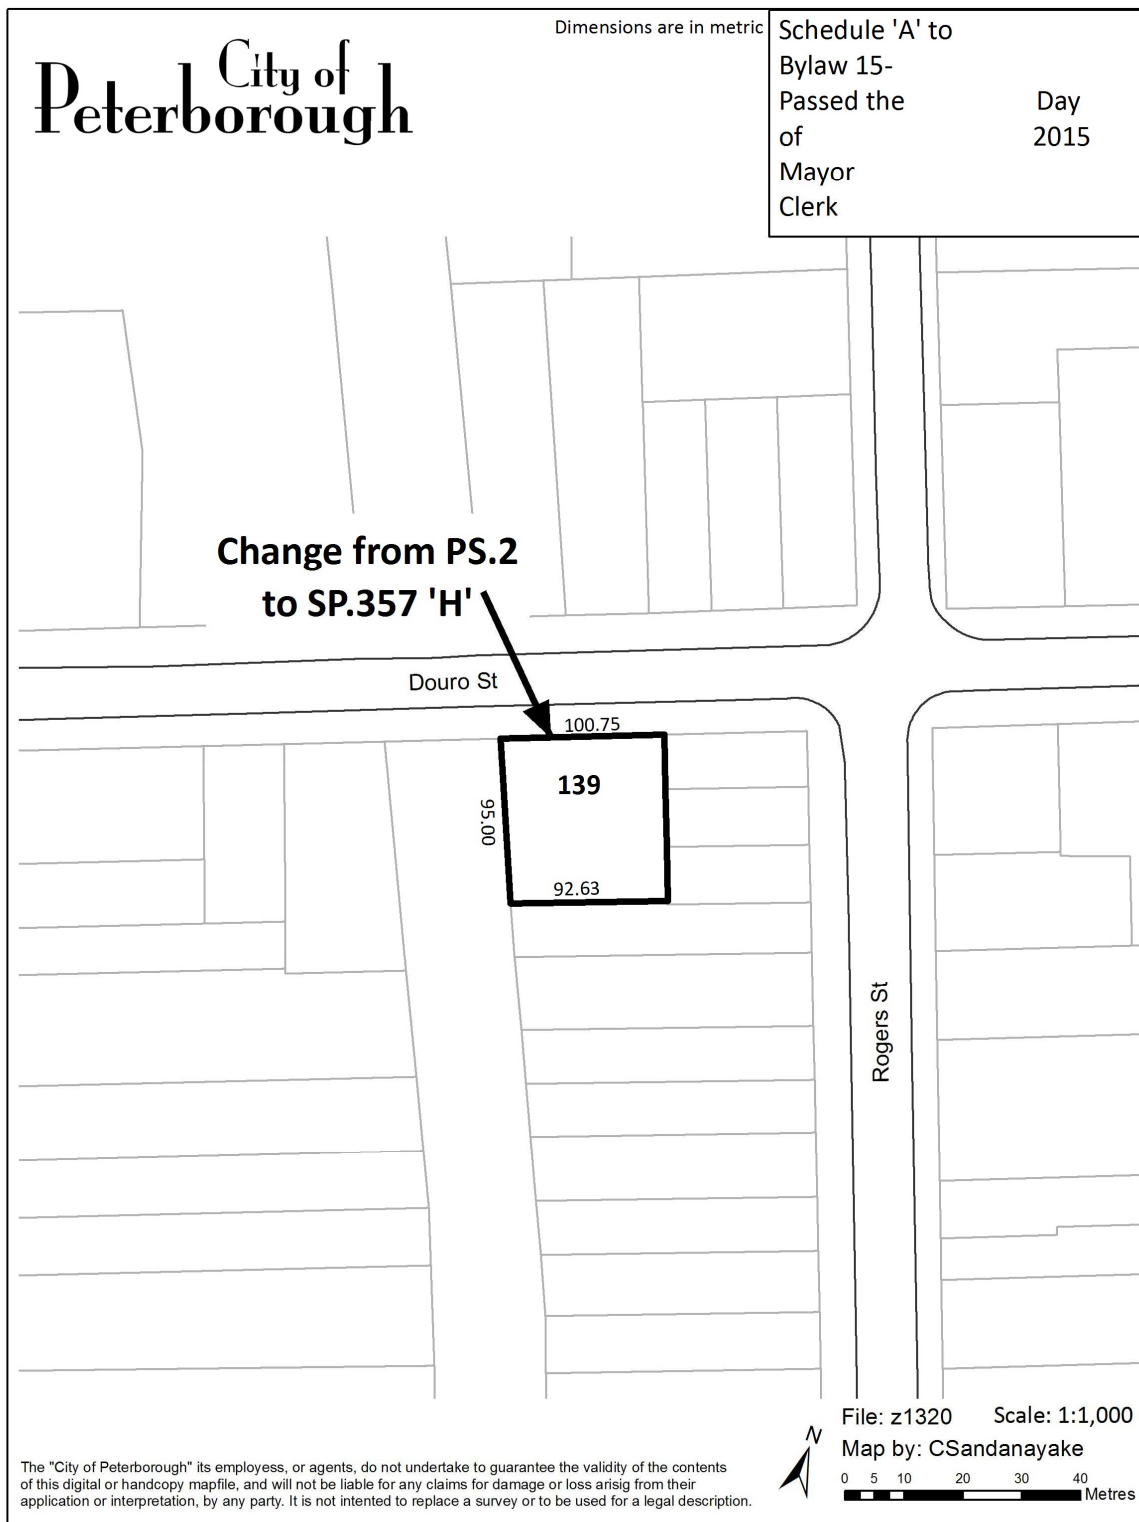 City of
Peterborough
Dimensions are in metric
Schedule 'A' to
Bylaw 15-
Passed the Day
of 2015
Mayor
Clerk
Change from PS.2
to SP.357 'H'
Douro St
100.75
139
95.00
92.63
Rogers St
N
File: z1320 Scale: 1:1,000
Map by: CSandanayake
0 5 10 20 30 40
Metres
The "City of Peterborough" its employess, or agents, do not undertake to guarantee the validity of the contents
of this digital or handcopy mapfile, and will not be liable for any claims for damage or loss arisig from their
application or interpretation, by any party. It is not intended to replace a survey or to be used for a legal description.